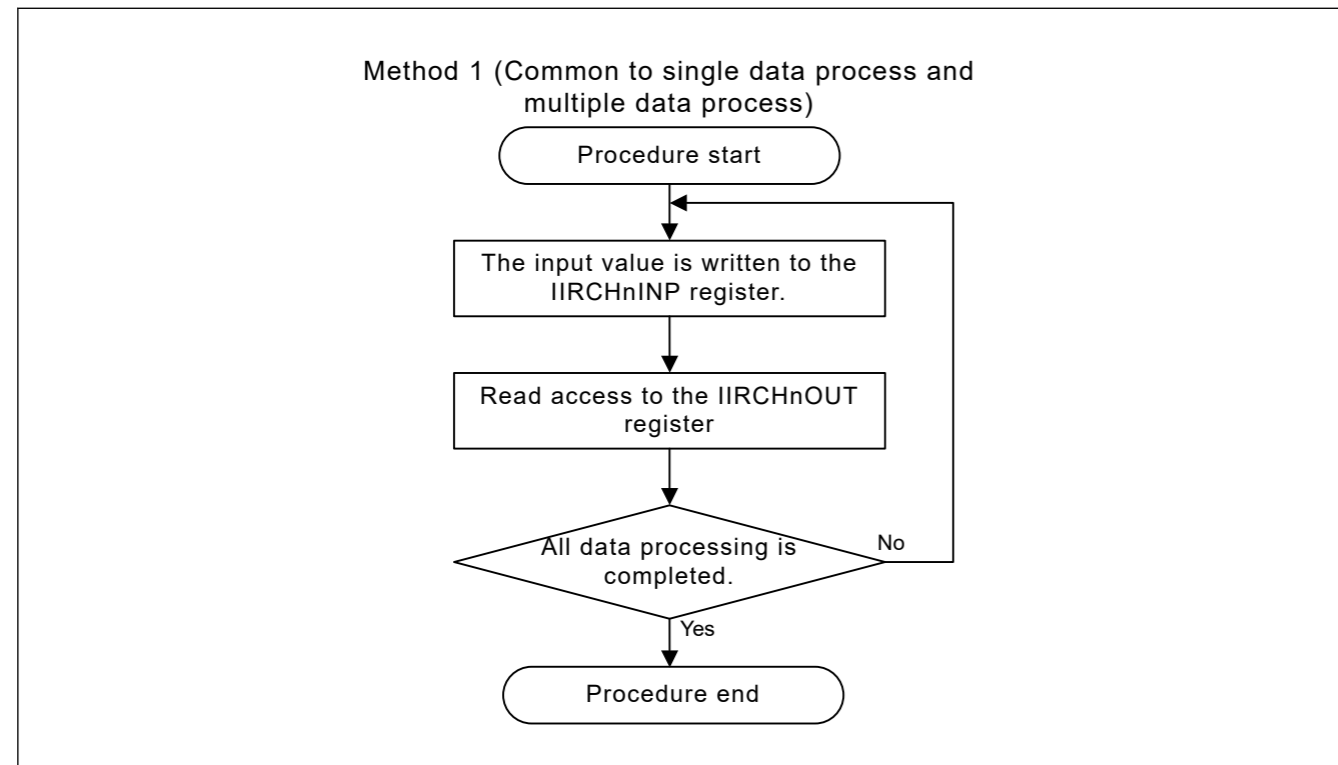 Method 1 (Common to single data process and
multiple data process)
Procedure start
The input value is written to the
IIRCHnINP register.
Read access to the IIRCHnOUT
register
All data processing is
completed.
No
Yes
Procedure end